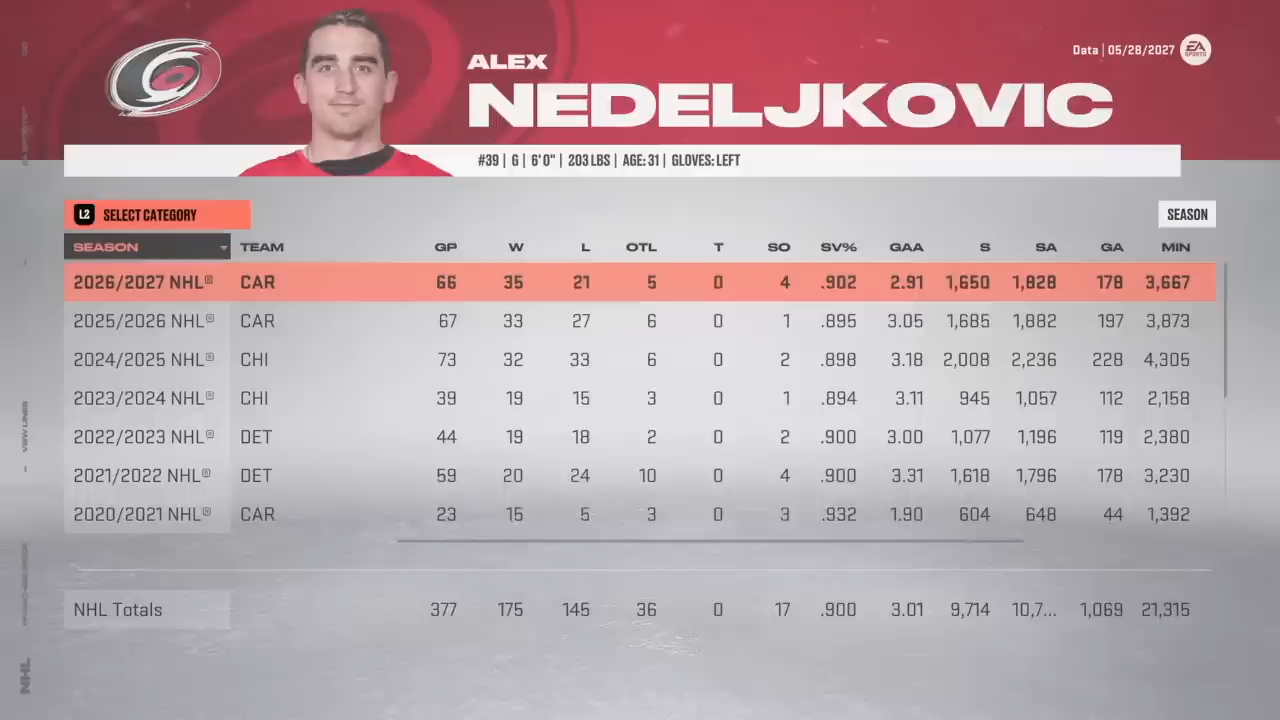 ALEX
NEDELJKOVIC
Data | 05/28/2027
EA SPORTS
#39 | G | 6' 0" | 203 LBS | AGE: 31 | GLOVES: LEFT
L2 SELECT CATEGORY
SEASON
SEASON TEAM GP W L OTL T SO SV% GAA S SA GA MIN
2026/2027 NHL® CAR 66 35 21 5 0 4 .902 2.91 1,650 1,828 178 3,667
2025/2026 NHL® CAR 67 33 27 6 0 1 .895 3.05 1,685 1,882 197 3,873
2024/2025 NHL® CHI 73 32 33 6 0 2 .898 3.18 2,008 2,236 228 4,305
2023/2024 NHL® CHI 39 19 15 3 0 1 .894 3.11 945 1,057 112 2,158
2022/2023 NHL® DET 44 19 18 2 0 2 .900 3.00 1,077 1,196 119 2,380
2021/2022 NHL® DET 59 20 24 10 0 4 .900 3.31 1,618 1,796 178 3,230
2020/2021 NHL® CAR 23 15 5 3 0 3 .932 1.90 604 648 44 1,392
NHL Totals 377 175 145 36 0 17 .900 3.01 9,714 10,7... 1,069 21,315
VIEW LINES
NHL